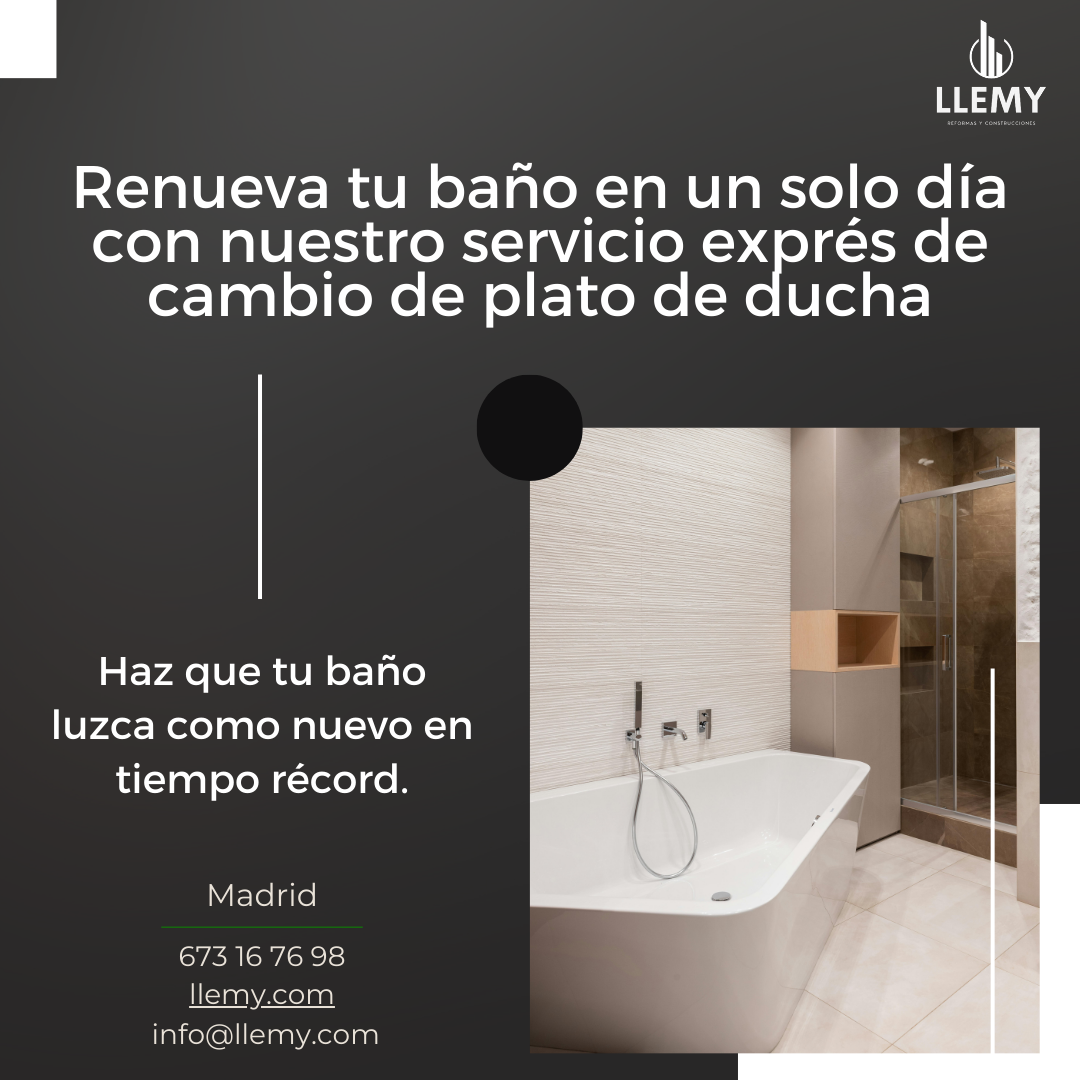 LLEMY
REFORMAS Y CONSTRUCCIONES
Renueva tu baño en un solo día
con nuestro servicio exprés de
cambio de plato de ducha
Haz que tu baño
luzca como nuevo en
tiempo récord.
Madrid
673 16 76 98
llemy.com
info@llemy.com